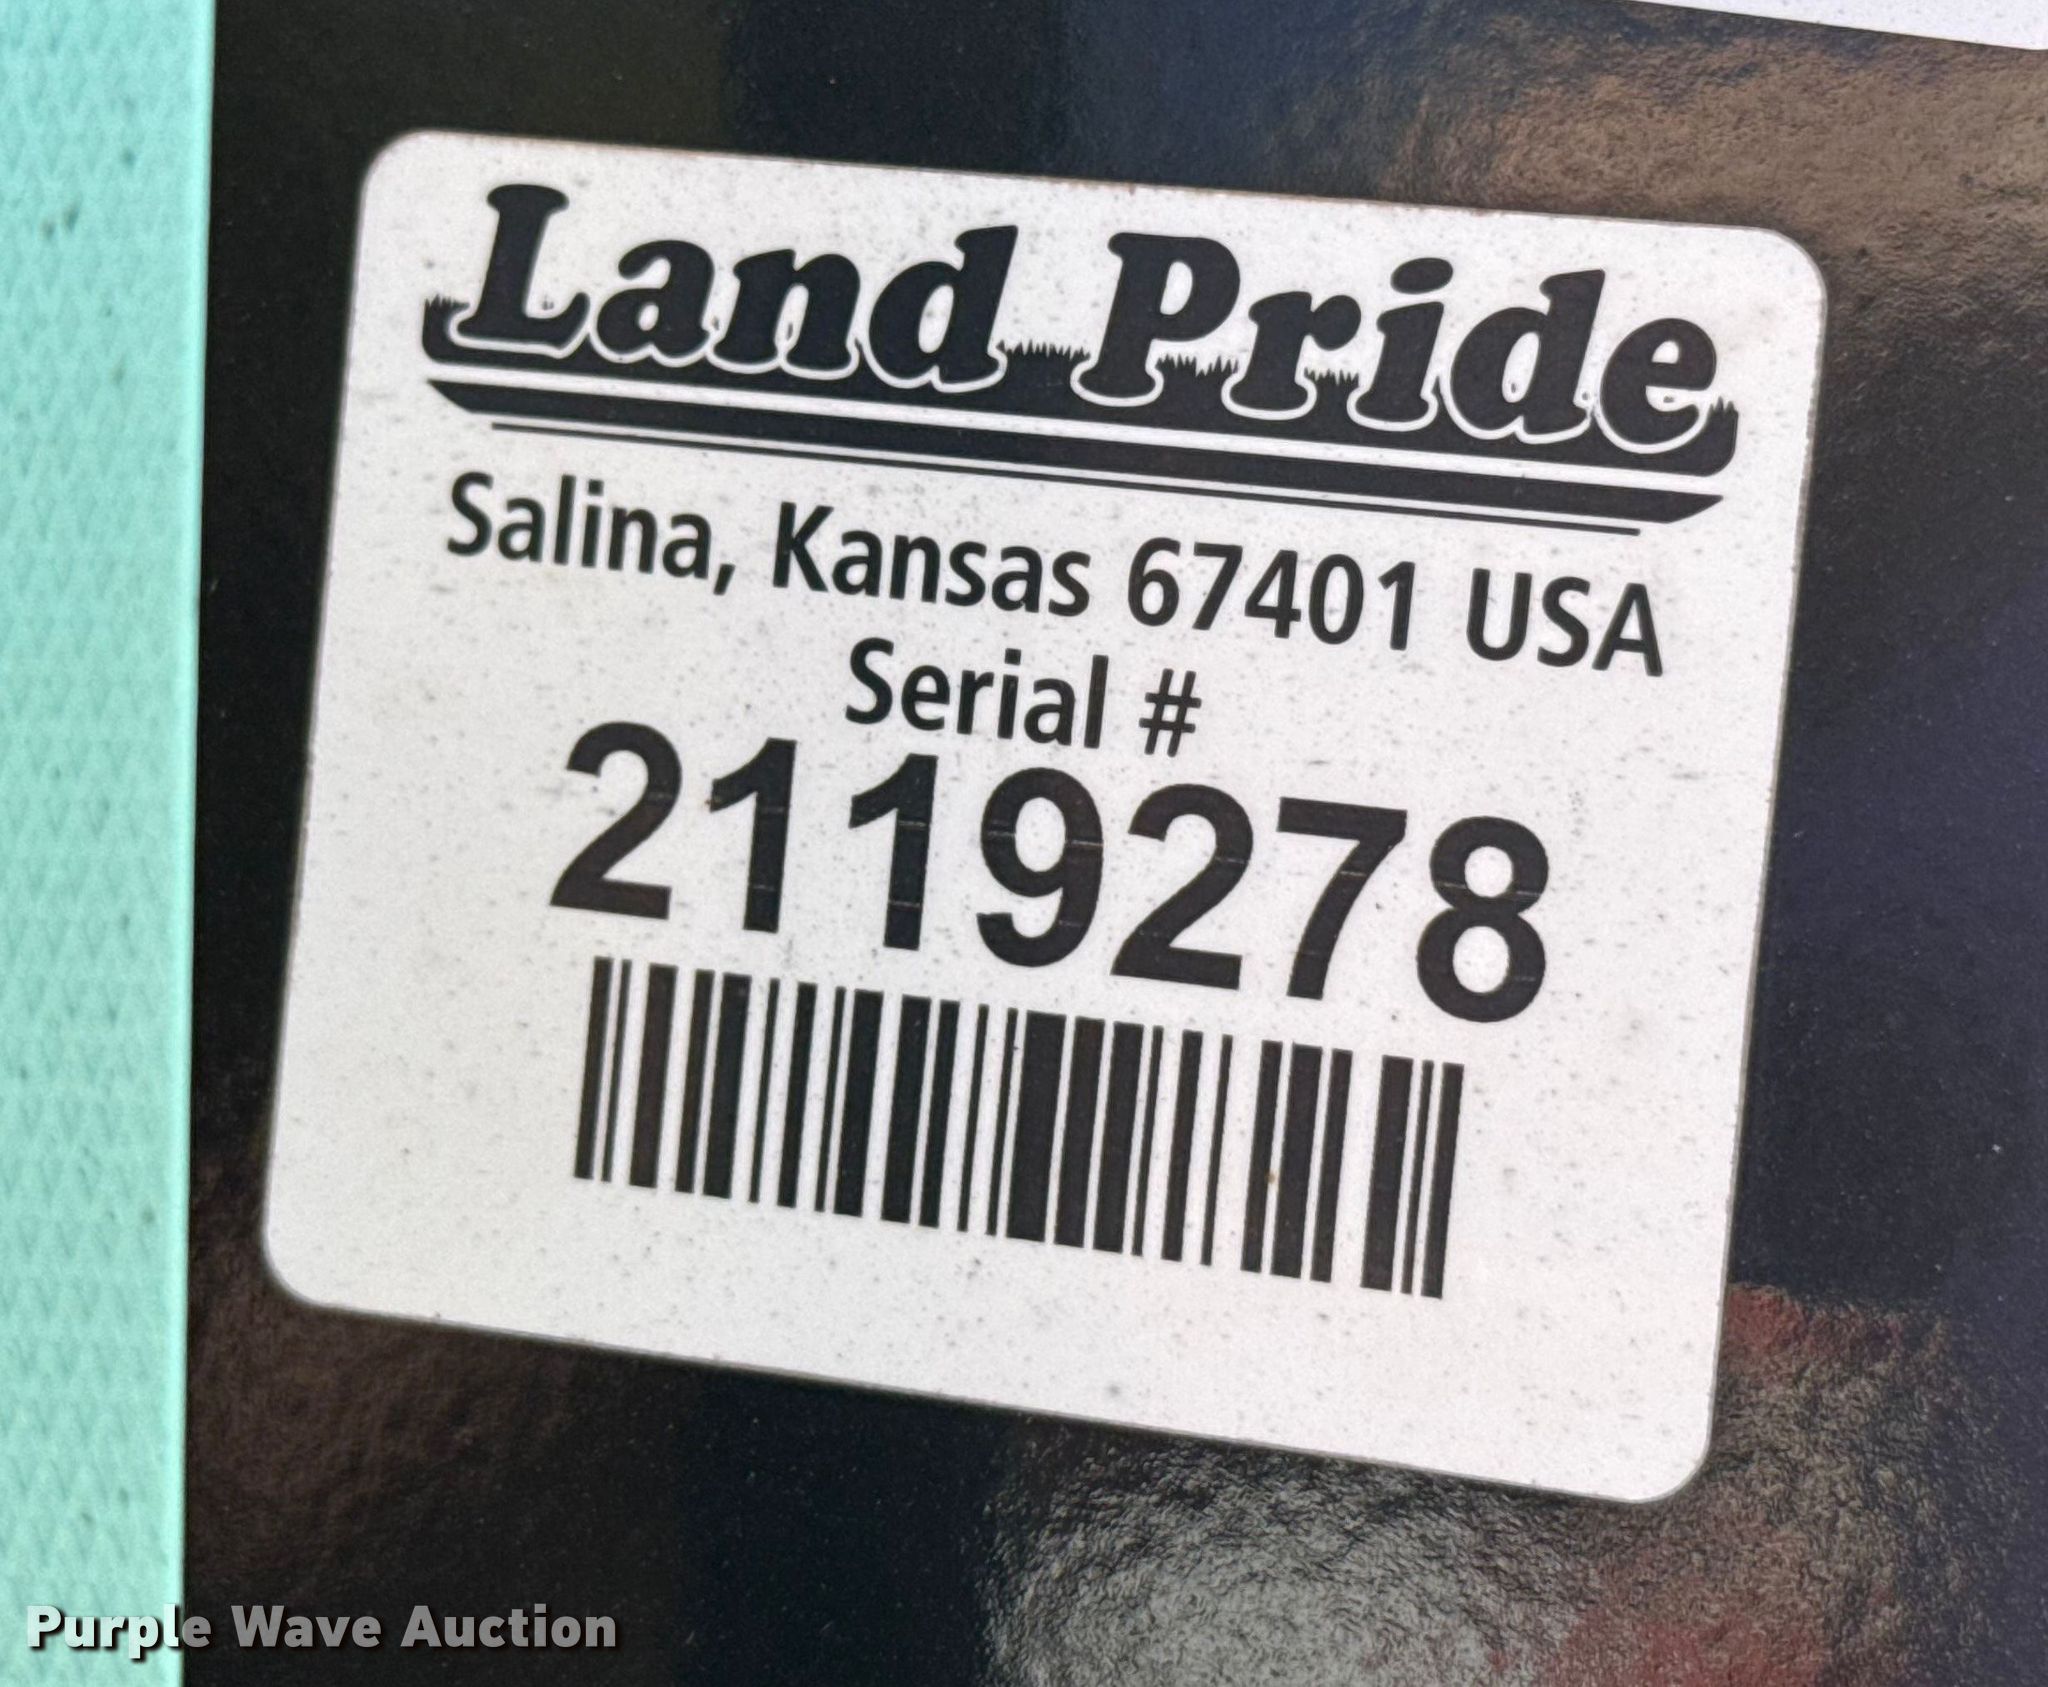 Land Pride
Salina, Kansas 67401 USA
Serial #
2119278
Purple Wave Auction